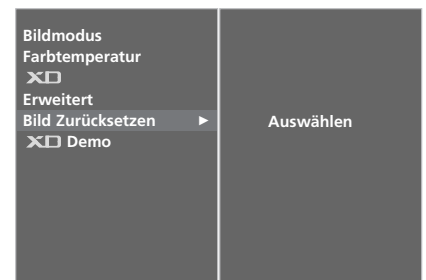 Bildmodus
Farbtemperatur
XD
Erweitert
Bild Zurücksetzen ►
Auswählen
XD Demo